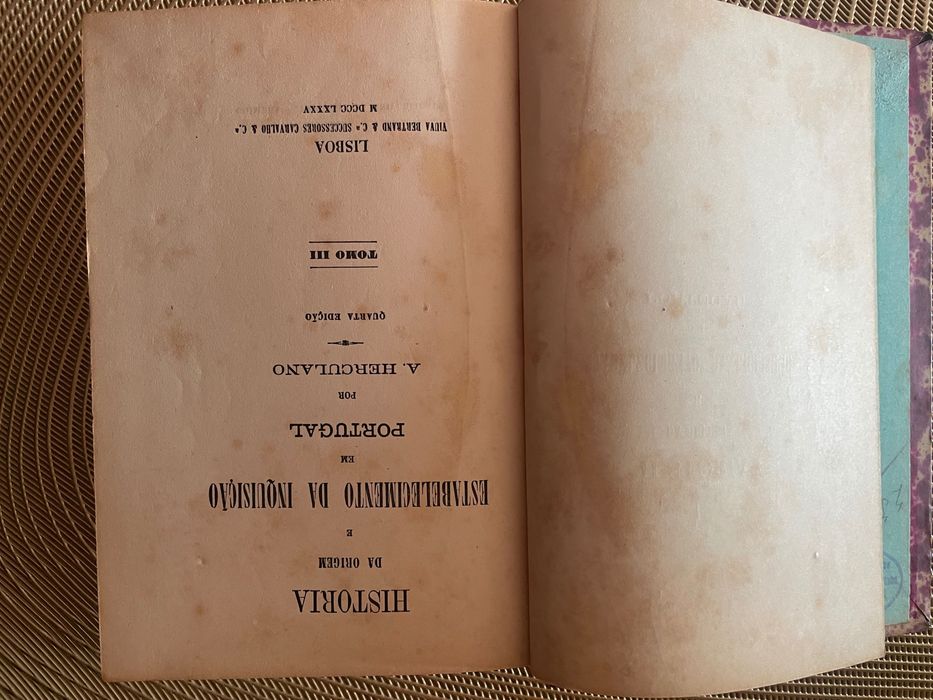 HISTORIA
DA ORIGEM
E
ESTABELECIMENTO DA INQUISIÇÃO
EM
PORTUGAL
POR
A. HERCULANO
QUARTA EDIÇÃO
TOMO III
LISBOA
VIUVA BERTRAND & C.ª SUCCESSORES CARVALHO & C.ª
M DCCC LXXXV